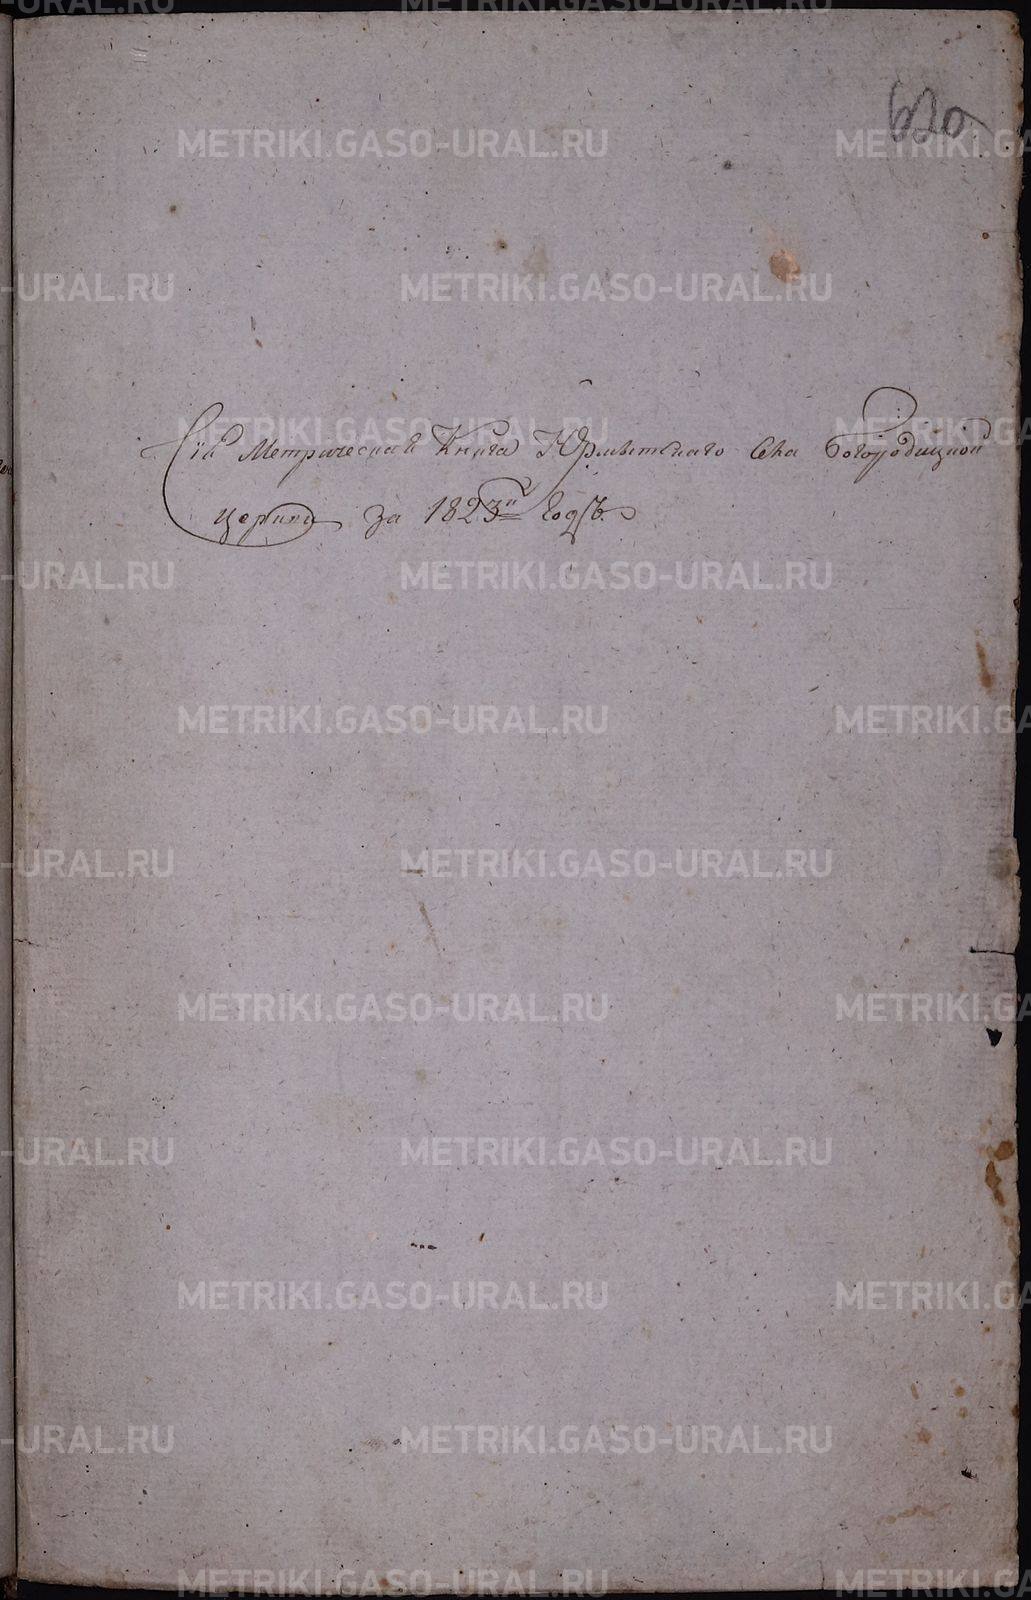 620
Сія Метрическая Книга Юрмытскаго Села Богородицкой
церкви за 1823й Годъ.
METRIKI.GASO-URAL.RU